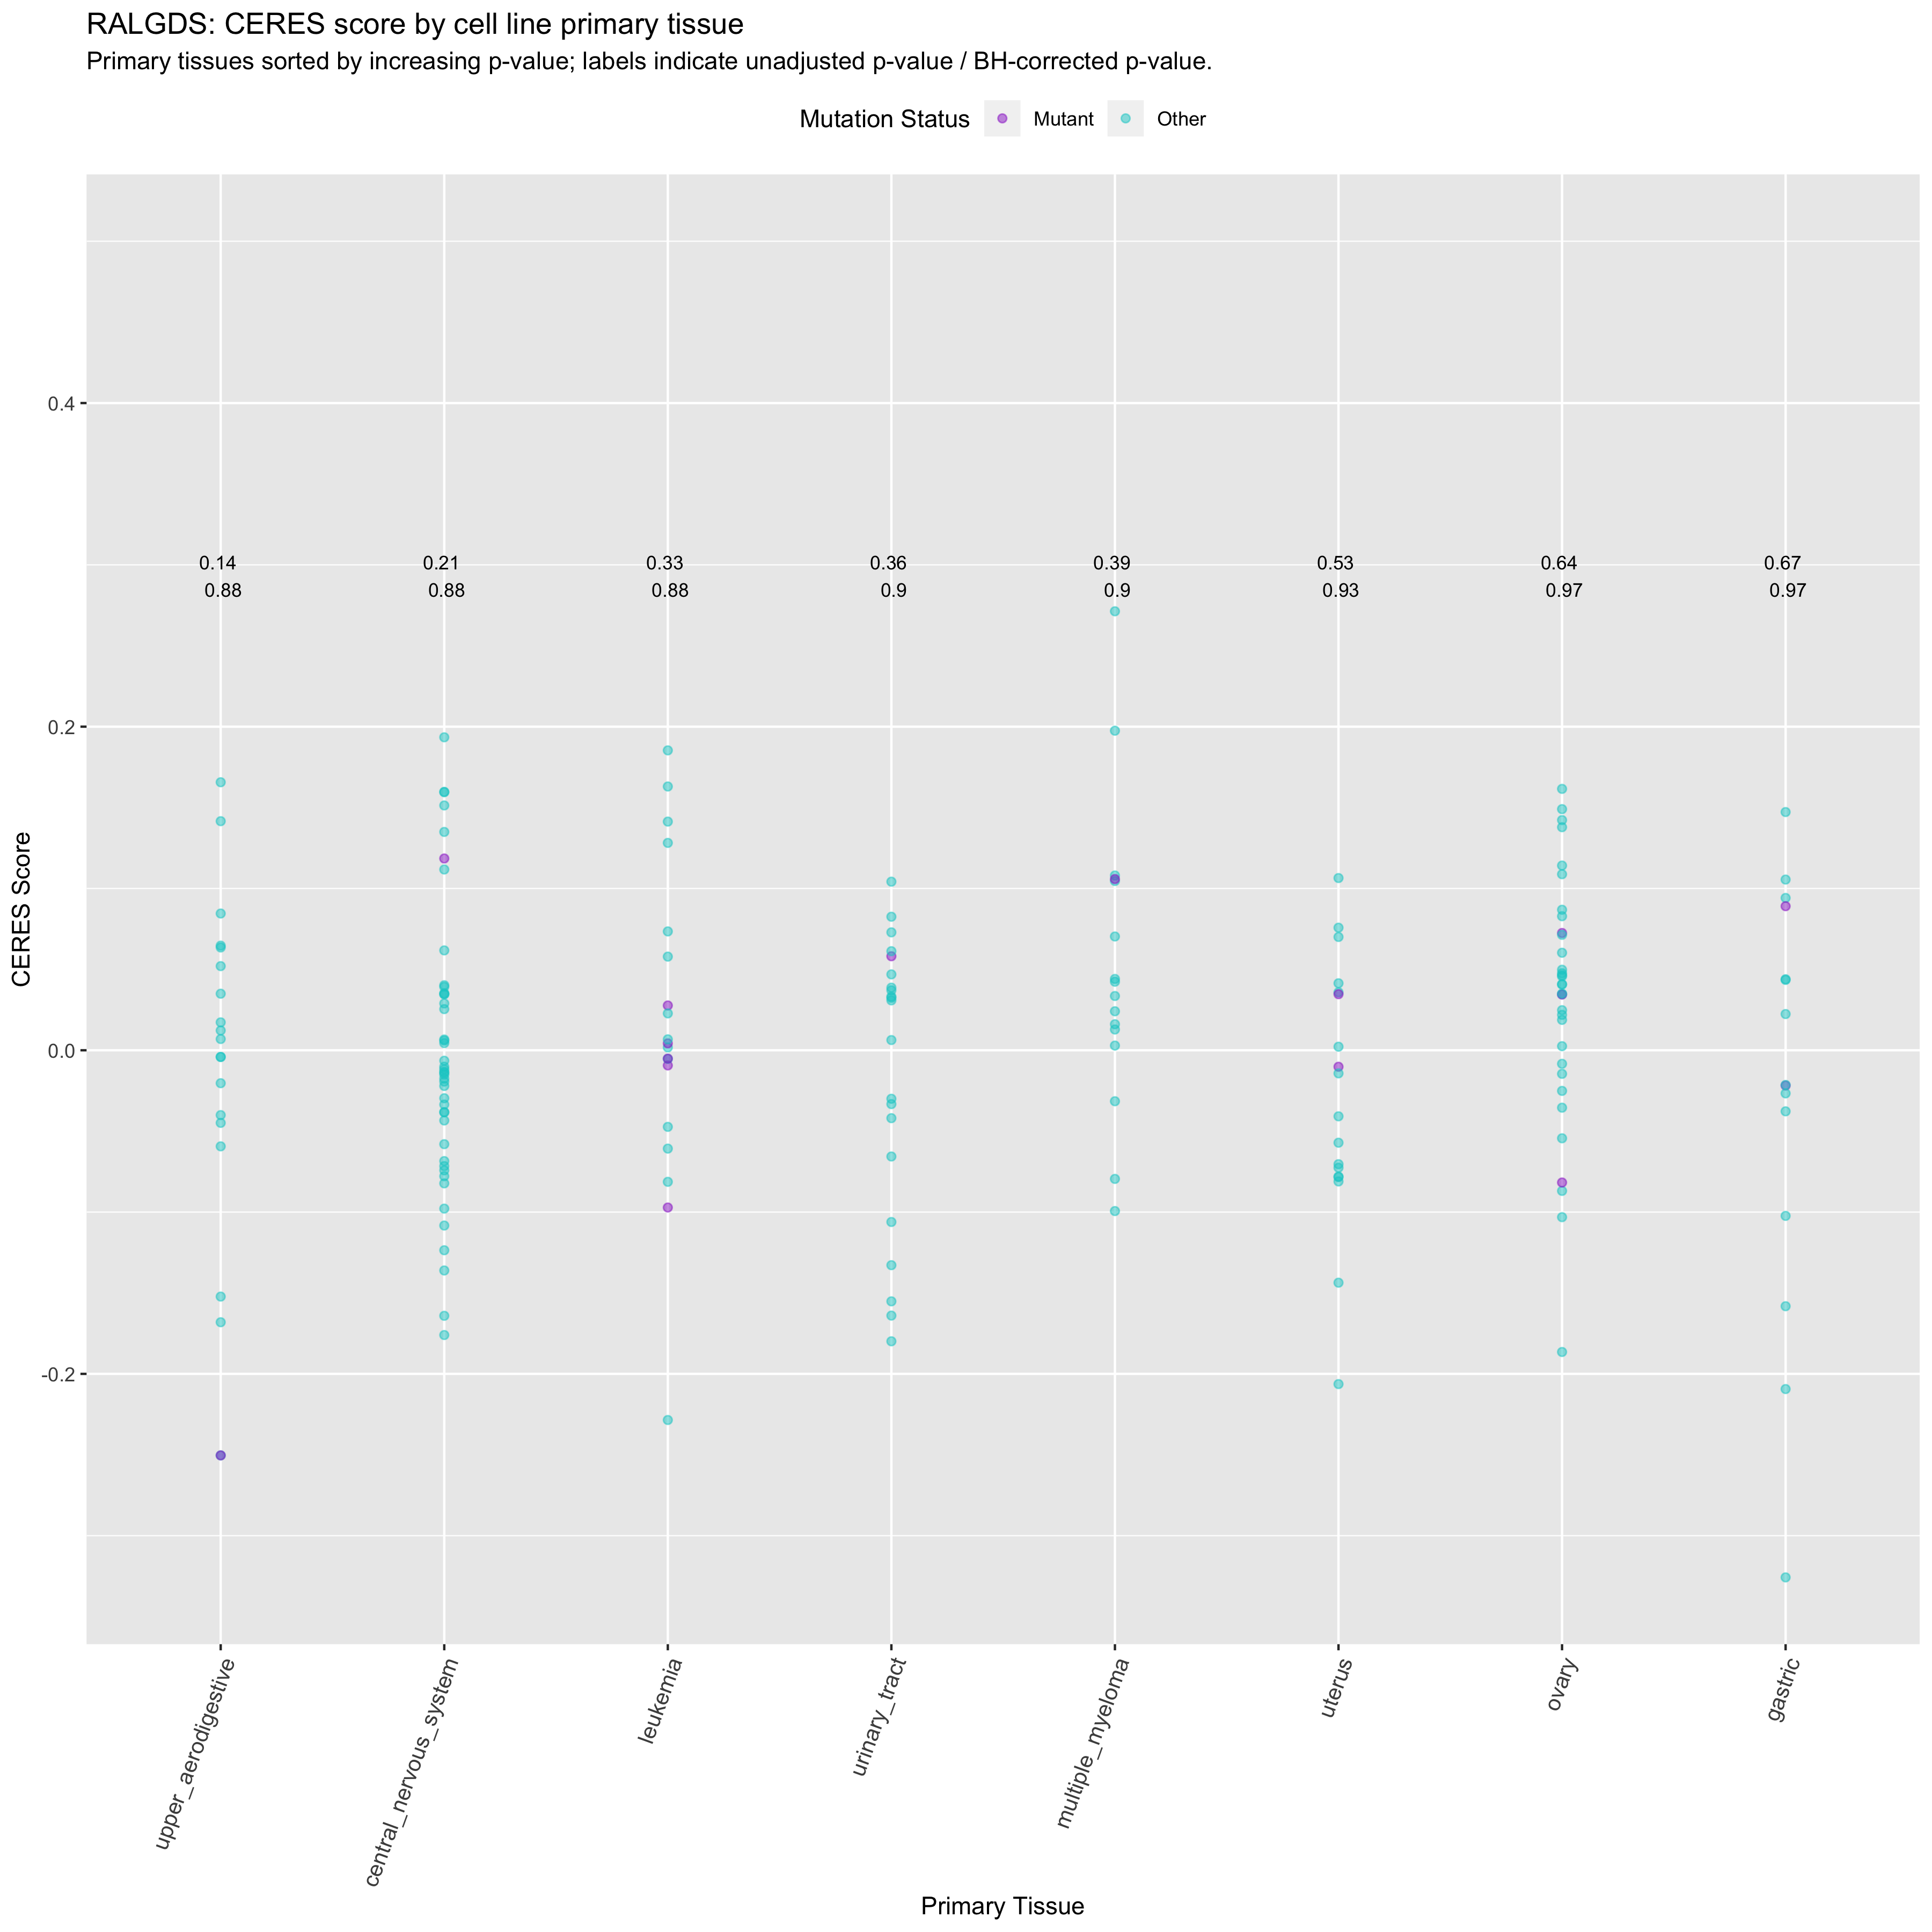 RALGDS: CERES score by cell line primary tissue
Primary tissues sorted by increasing p-value; labels indicate unadjusted p-value / BH-corrected p-value.
Mutation Status Mutant Other
0.4
0.14 0.21 0.33 0.36 0.39 0.53 0.64 0.67
0.88 0.88 0.88 0.9 0.9 0.93 0.97 0.97
0.2
CERES Score
0.0
-0.2
upper_aerodigestive
central_nervous_system
leukemia
urinary_tract
multiple_myeloma
uterus
ovary
gastric
Primary Tissue